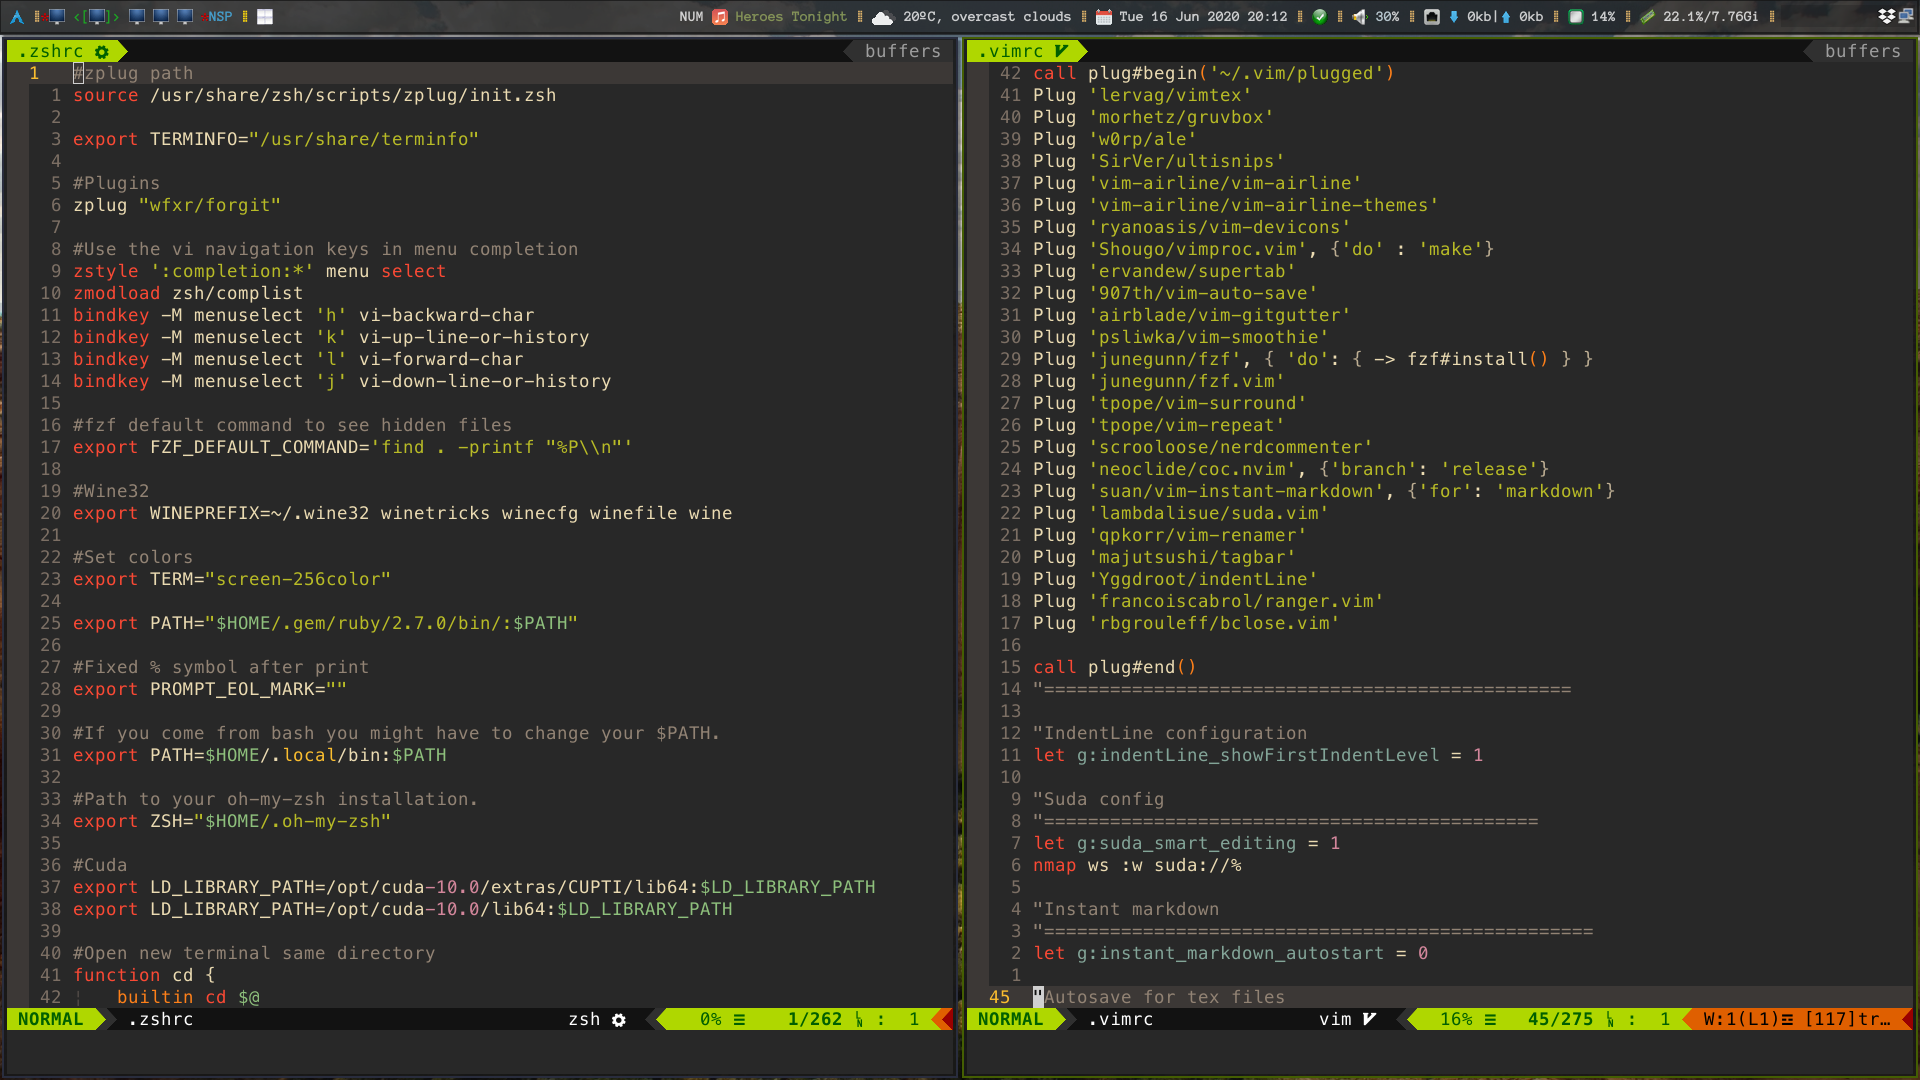 NSP NUM Heroes Tonight 20ºC, overcast clouds Tue 16 Jun 2020 20:12 30% 0kb 0kb 14% 22.1%/7.76Gi
.zshrc buffers
1 #zplug path
1 source /usr/share/zsh/scripts/zplug/init.zsh
2
3 export TERMINFO="/usr/share/terminfo"
4
5 #Plugins
6 zplug "wfxr/forgit"
7
8 #Use the vi navigation keys in menu completion
9 zstyle ':completion:*' menu select
10 zmodload zsh/complist
11 bindkey -M menuselect 'h' vi-backward-char
12 bindkey -M menuselect 'k' vi-up-line-or-history
13 bindkey -M menuselect 'l' vi-forward-char
14 bindkey -M menuselect 'j' vi-down-line-or-history
15
16 #fzf default command to see hidden files
17 export FZF_DEFAULT_COMMAND='find . -printf "%P\\n"'
18
19 #Wine32
20 export WINEPREFIX=~/.wine32 winetricks winecfg winefile wine
21
22 #Set colors
23 export TERM="screen-256color"
24
25 export PATH="$HOME/.gem/ruby/2.7.0/bin/:$PATH"
26
27 #Fixed % symbol after print
28 export PROMPT_EOL_MARK=""
29
30 #If you come from bash you might have to change your $PATH.
31 export PATH=$HOME/.local/bin:$PATH
32
33 #Path to your oh-my-zsh installation.
34 export ZSH="$HOME/.oh-my-zsh"
35
36 #Cuda
37 export LD_LIBRARY_PATH=/opt/cuda-10.0/extras/CUPTI/lib64:$LD_LIBRARY_PATH
38 export LD_LIBRARY_PATH=/opt/cuda-10.0/lib64:$LD_LIBRARY_PATH
39
40 #Open new terminal same directory
41 function cd {
42 ¦ builtin cd $@
NORMAL .zshrc zsh 0% ≡ 1/262 : 1
.vimrc buffers
42 call plug#begin('~/.vim/plugged')
41 Plug 'lervag/vimtex'
40 Plug 'morhetz/gruvbox'
39 Plug 'w0rp/ale'
38 Plug 'SirVer/ultisnips'
37 Plug 'vim-airline/vim-airline'
36 Plug 'vim-airline/vim-airline-themes'
35 Plug 'ryanoasis/vim-devicons'
34 Plug 'Shougo/vimproc.vim', {'do' : 'make'}
33 Plug 'ervandew/supertab'
32 Plug '907th/vim-auto-save'
31 Plug 'airblade/vim-gitgutter'
30 Plug 'psliwka/vim-smoothie'
29 Plug 'junegunn/fzf', { 'do': { -> fzf#install() } }
28 Plug 'junegunn/fzf.vim'
27 Plug 'tpope/vim-surround'
26 Plug 'tpope/vim-repeat'
25 Plug 'scrooloose/nerdcommenter'
24 Plug 'neoclide/coc.nvim', {'branch': 'release'}
23 Plug 'suan/vim-instant-markdown', {'for': 'markdown'}
22 Plug 'lambdalisue/suda.vim'
21 Plug 'qpkorr/vim-renamer'
20 Plug 'majutsushi/tagbar'
19 Plug 'Yggdroot/indentLine'
18 Plug 'francoiscabrol/ranger.vim'
17 Plug 'rbgrouleff/bclose.vim'
16
15 call plug#end()
14 "================================================
13
12 "IndentLine configuration
11 let g:indentLine_showFirstIndentLevel = 1
10
9 "Suda config
8 "=============================================
7 let g:suda_smart_editing = 1
6 nmap ws :w suda://%
5
4 "Instant markdown
3 "==================================================
2 let g:instant_markdown_autostart = 0
1
45 "Autosave for tex files
NORMAL .vimrc vim 16% ≡ 45/275 : 1 W:1(L1)≡ [117]tr…